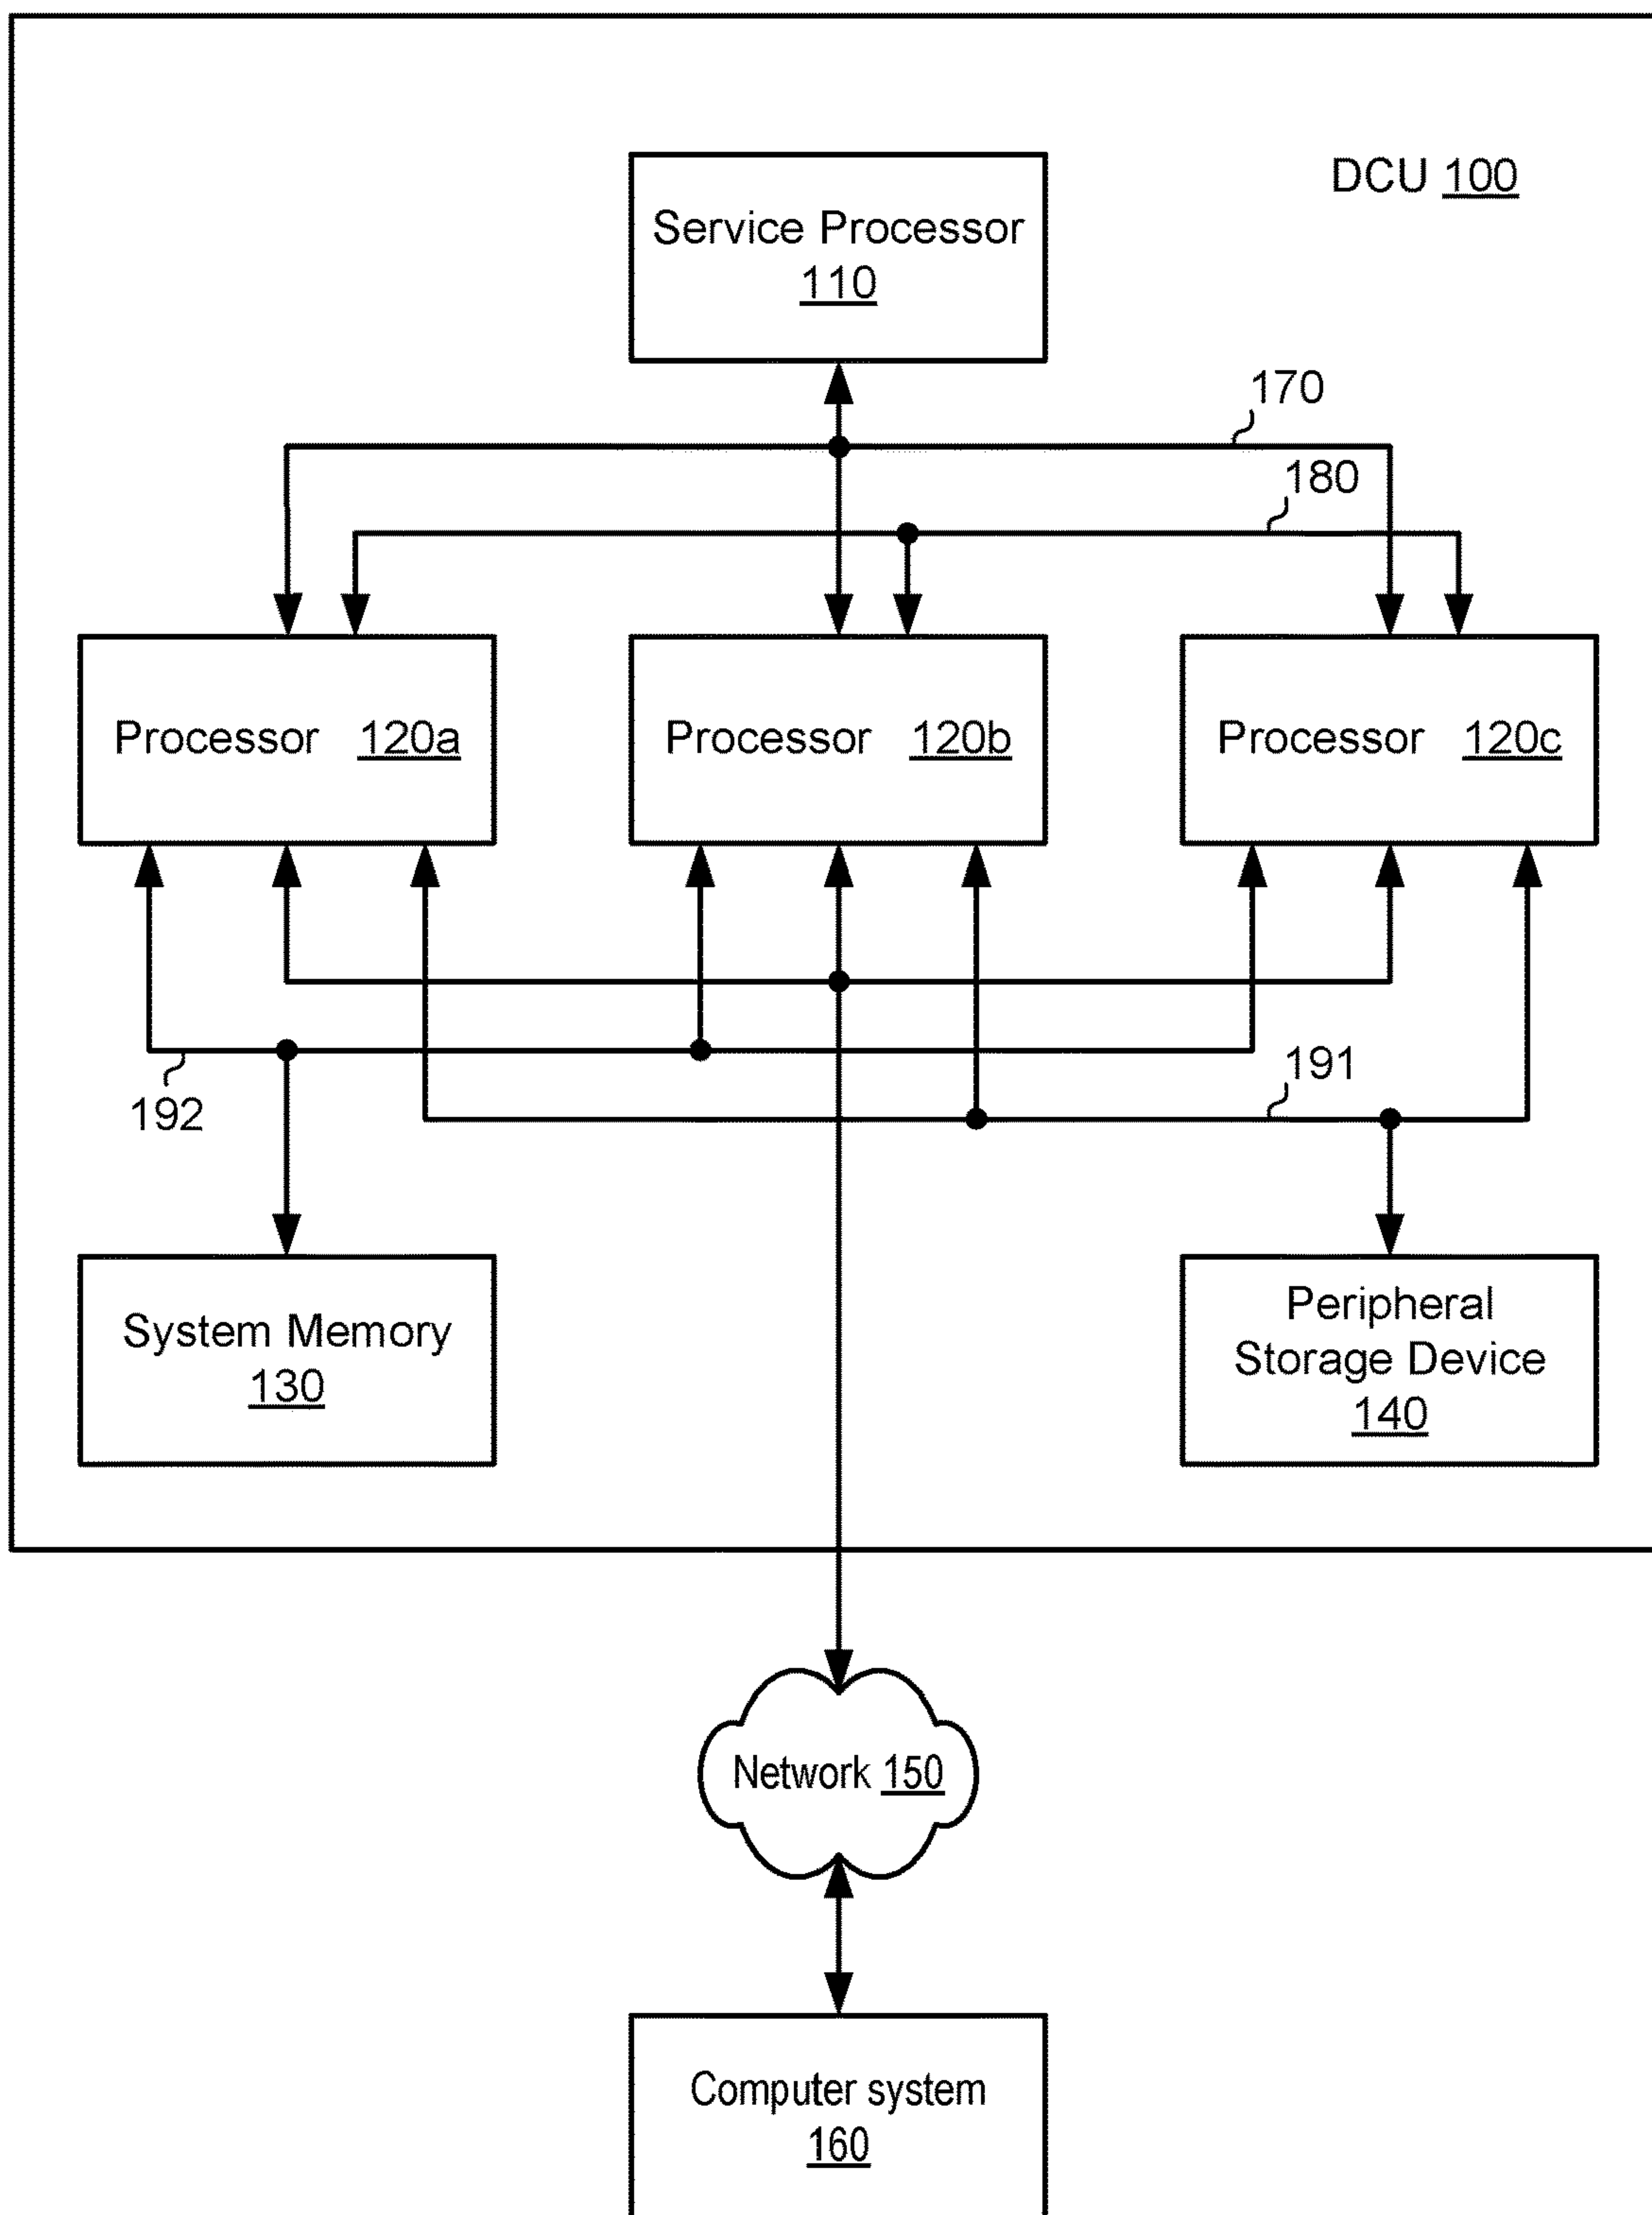 DCU 100
Service Processor
110
170
180
Processor 120a
Processor 120b
Processor 120c
191
192
System Memory
130
Peripheral
Storage Device
140
Network 150
Computer system
160